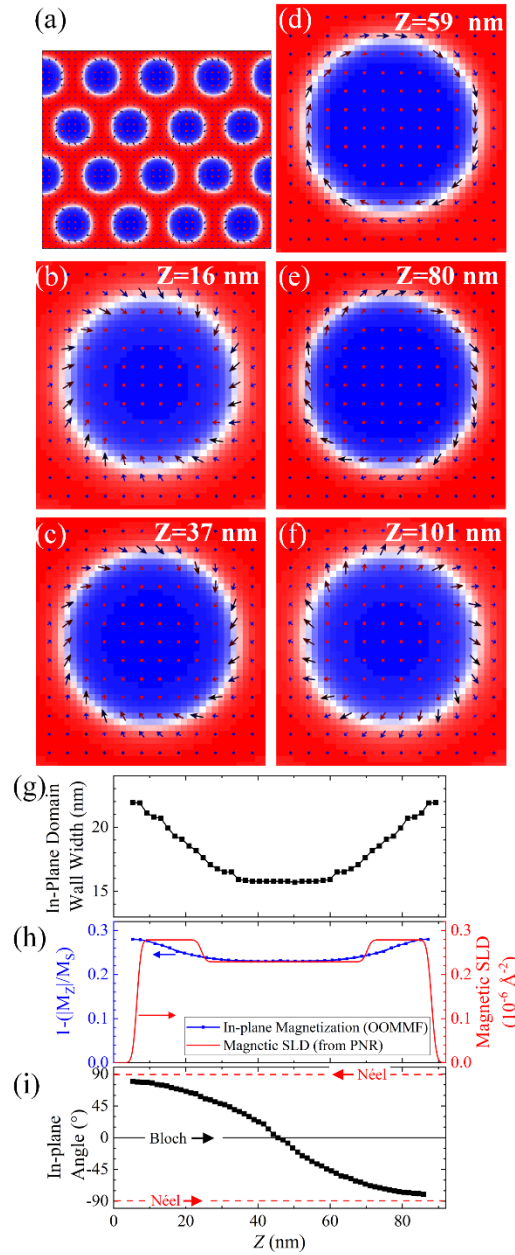 (a)
(d) Z=59 nm
(b) Z=16 nm
(e) Z=80 nm
(c) Z=37 nm
(f) Z=101 nm
(g)
In-Plane Domain
Wall Width (nm)
20
15
(h)
1-(|M_Z|/M_S)
0.3
0.2
0.1
0.0
In-plane Magnetization (OOMMF)
Magnetic SLD (from PNR)
0.3
0.2
0.1
0.0
Magnetic SLD
(10⁻⁶ Å⁻²)
(i)
In-plane
Angle (°)
90
45
0
-45
-90
Néel
Bloch
Néel
0 20 40 60 80
Z (nm)